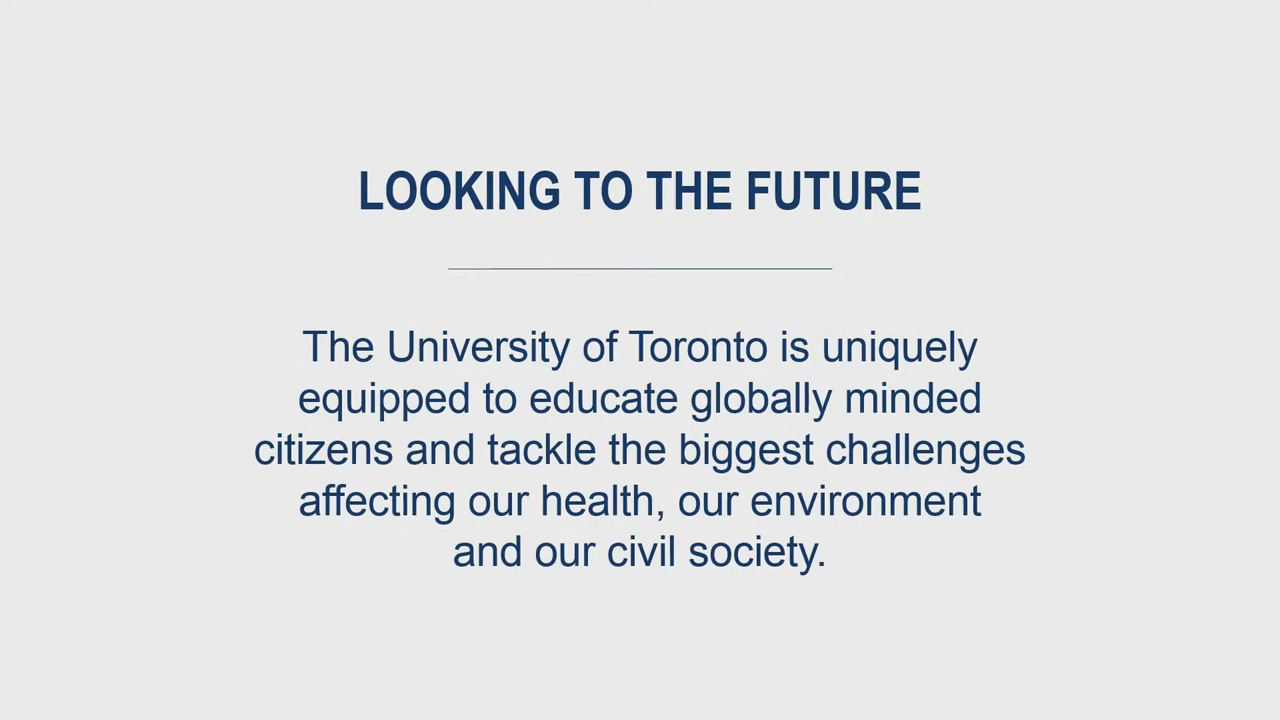 LOOKING TO THE FUTURE
The University of Toronto is uniquely
equipped to educate globally minded
citizens and tackle the biggest challenges
affecting our health, our environment
and our civil society.